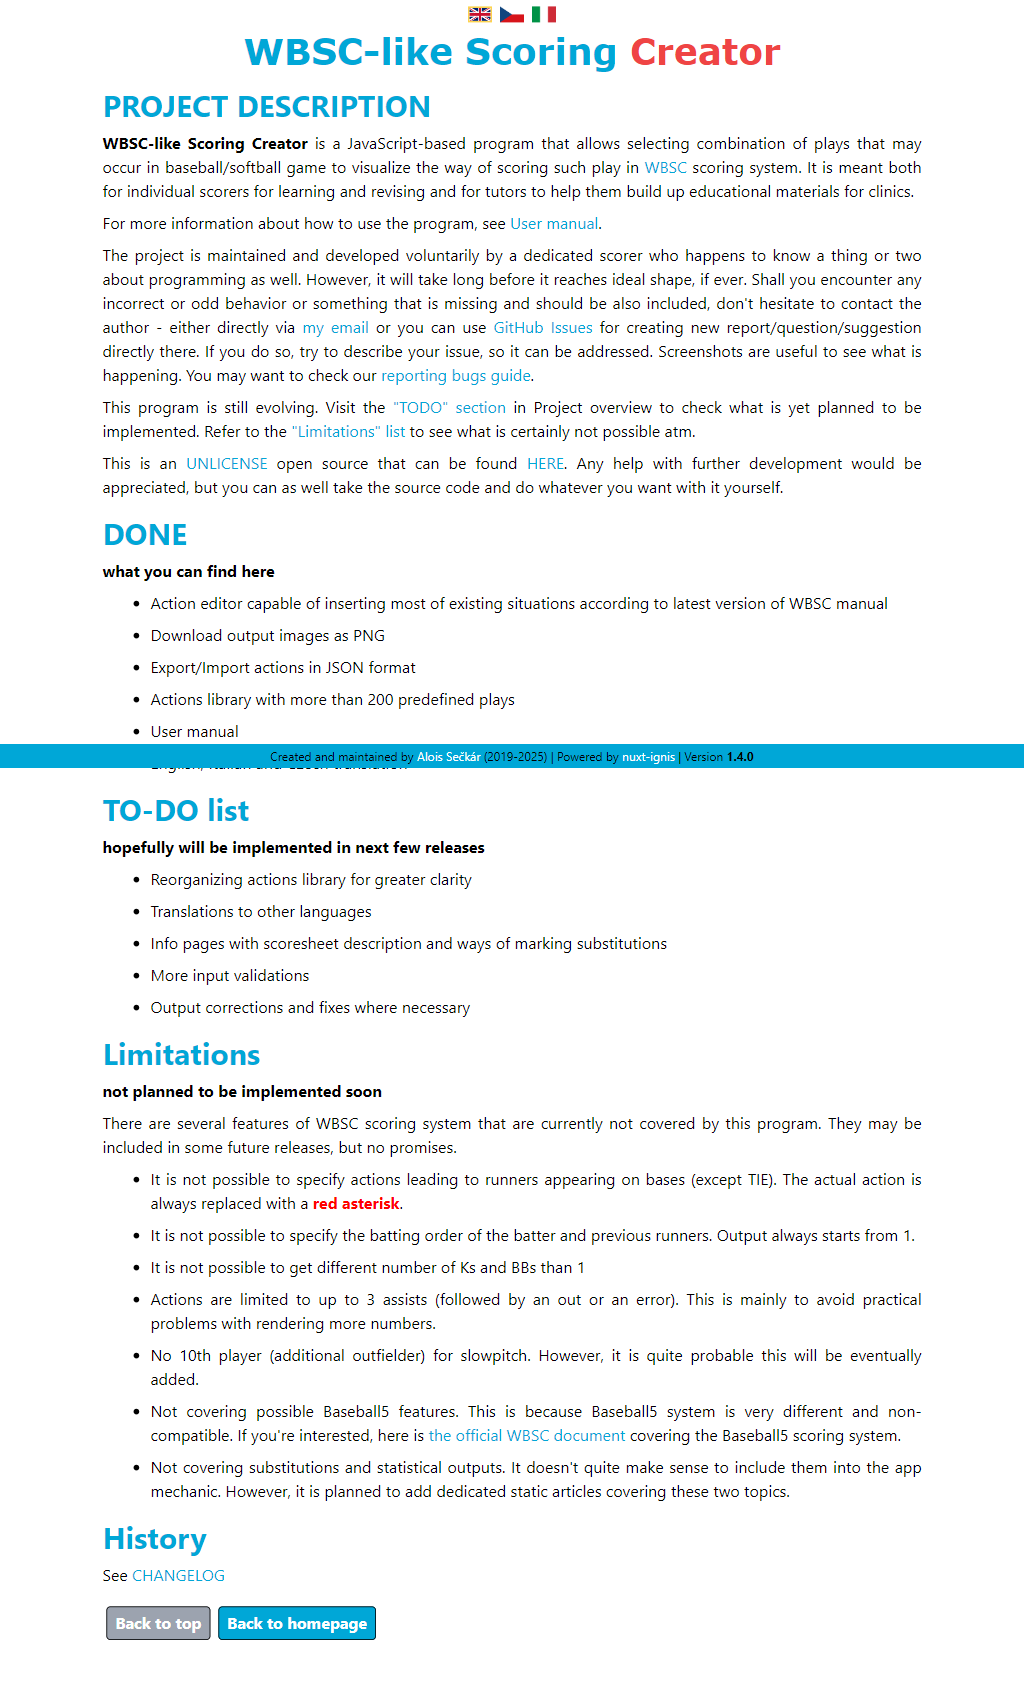 WBSC-like Scoring Creator
PROJECT DESCRIPTION
WBSC-like Scoring Creator is a JavaScript-based program that allows selecting combination of plays that may
occur in baseball/softball game to visualize the way of scoring such play in WBSC scoring system. It is meant both
for individual scorers for learning and revising and for tutors to help them build up educational materials for clinics.
For more information about how to use the program, see User manual.
The project is maintained and developed voluntarily by a dedicated scorer who happens to know a thing or two
about programming as well. However, it will take long before it reaches ideal shape, if ever. Shall you encounter any
incorrect or odd behavior or something that is missing and should be also included, don't hesitate to contact the
author - either directly via my email or you can use GitHub Issues for creating new report/question/suggestion
directly there. If you do so, try to describe your issue, so it can be addressed. Screenshots are useful to see what is
happening. You may want to check our reporting bugs guide.
This program is still evolving. Visit the "TODO" section in Project overview to check what is yet planned to be
implemented. Refer to the "Limitations" list to see what is certainly not possible atm.
This is an UNLICENSE open source that can be found HERE. Any help with further development would be
appreciated, but you can as well take the source code and do whatever you want with it yourself.
DONE
what you can find here
• Action editor capable of inserting most of existing situations according to latest version of WBSC manual
• Download output images as PNG
• Export/Import actions in JSON format
• Actions library with more than 200 predefined plays
• User manual
Created and maintained by Alois Sečkár (2019-2025) | Powered by nuxt-ignis | Version 1.4.0
TO-DO list
hopefully will be implemented in next few releases
• Reorganizing actions library for greater clarity
• Translations to other languages
• Info pages with scoresheet description and ways of marking substitutions
• More input validations
• Output corrections and fixes where necessary
Limitations
not planned to be implemented soon
There are several features of WBSC scoring system that are currently not covered by this program. They may be
included in some future releases, but no promises.
• It is not possible to specify actions leading to runners appearing on bases (except TIE). The actual action is
always replaced with a red asterisk.
• It is not possible to specify the batting order of the batter and previous runners. Output always starts from 1.
• It is not possible to get different number of Ks and BBs than 1
• Actions are limited to up to 3 assists (followed by an out or an error). This is mainly to avoid practical
problems with rendering more numbers.
• No 10th player (additional outfielder) for slowpitch. However, it is quite probable this will be eventually
added.
• Not covering possible Baseball5 features. This is because Baseball5 system is very different and non-
compatible. If you're interested, here is the official WBSC document covering the Baseball5 scoring system.
• Not covering substitutions and statistical outputs. It doesn't quite make sense to include them into the app
mechanic. However, it is planned to add dedicated static articles covering these two topics.
History
See CHANGELOG
Back to top Back to homepage